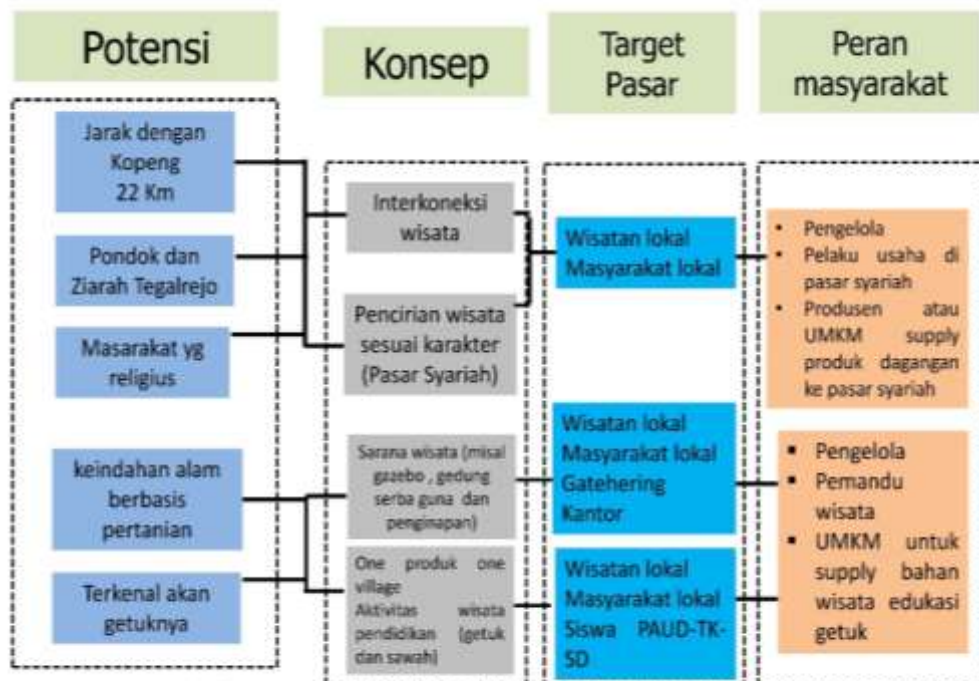 Potensi
Konsep
Target
Pasar
Peran
masyarakat
Jarak dengan
Kopeng
22 Km
Pondok dan
Ziarah Tegalrejo
Masarakat yg
religius
keindahan alam
berbasis
pertanian
Terkenal akan
getuknya
Interkoneksi
wisata
Pencirian wisata
sesuai karakter
(Pasar Syariah)
Sarana wisata (misal
gazebo , gedung
serba guna dan
penginapan)
One produk one
village
Aktivitas wisata
pendidikan (getuk
dan sawah)
Wisatan lokal
Masyarakat lokal
Wisatan lokal
Masyarakat lokal
Gatehering
Kantor
Wisatan lokal
Masyarakat lokal
Siswa PAUD-TK-
SD
• Pengelola
• Pelaku usaha di
pasar syariah
• Produsen atau
UMKM supply
produk dagangan
ke pasar syariah
▪ Pengelola
▪ Pemandu
wisata
▪ UMKM untuk
supply bahan
wisata edukasi
getuk